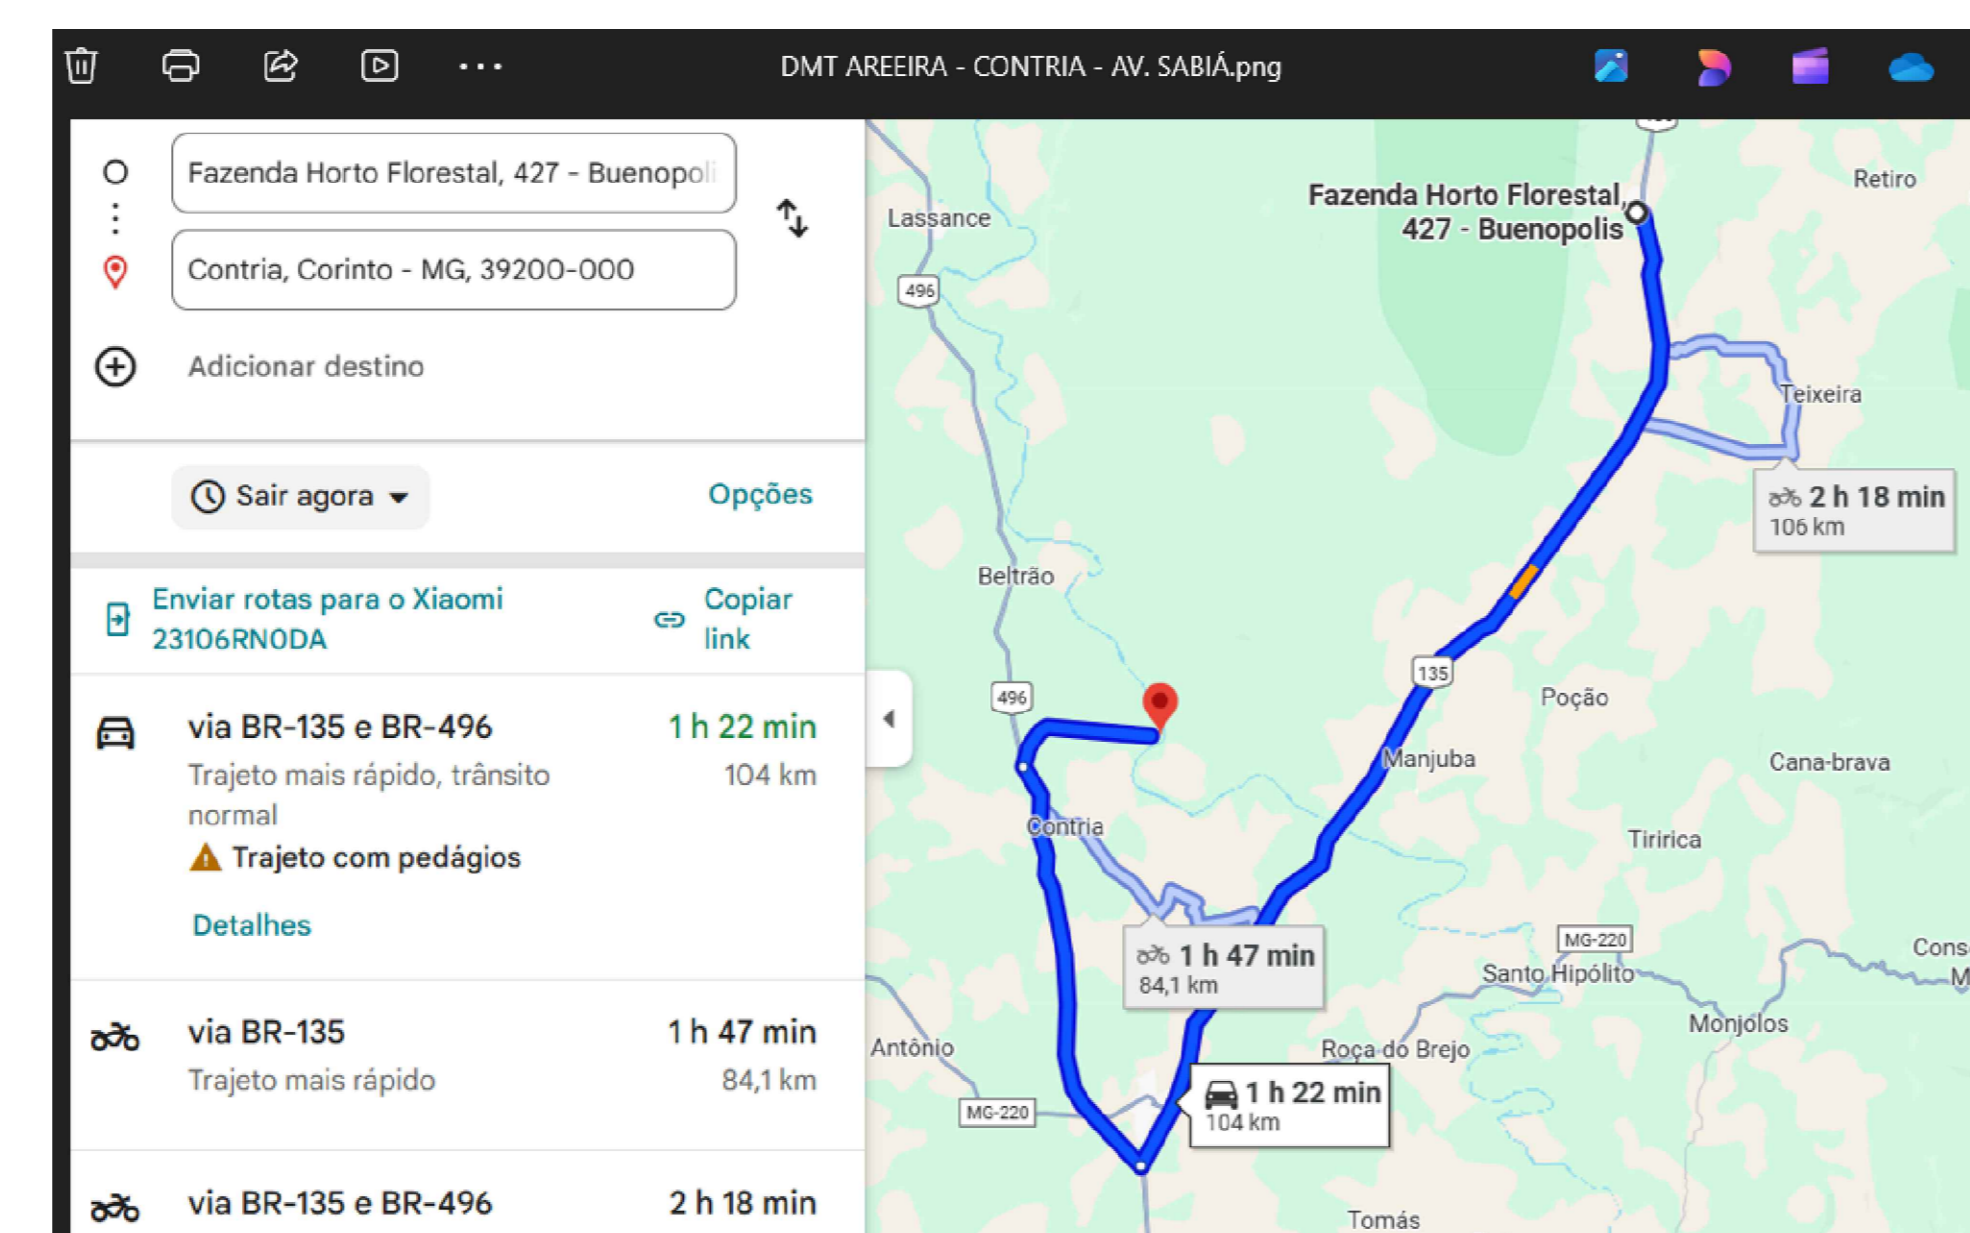 DMT AREEIRA - CONTRIA - AV. SABIÁ.png
Fazenda Horto Florestal, 427 - Buenopoli
Contria, Corinto - MG, 39200-000
Adicionar destino
Sair agora
Opções
Enviar rotas para o Xiaomi
23106RN0DA
Copiar
link
via BR-135 e BR-496
1 h 22 min
Trajeto mais rápido, trânsito
normal
104 km
Trajeto com pedágios
Detalhes
via BR-135
1 h 47 min
Trajeto mais rápido
84,1 km
via BR-135 e BR-496
2 h 18 min
Retiro
Fazenda Horto Florestal,
427 - Buenopolis
Lassance
496
Teixeira
2 h 18 min
106 km
Beltrão
135
496
Poção
Manjuba
Cana-brava
Contria
Tiririca
MG-220
1 h 47 min
84,1 km
Santo Hipólito
Cons
M
Monjolos
Antônio
Roça do Brejo
1 h 22 min
104 km
MG-220
Tomás